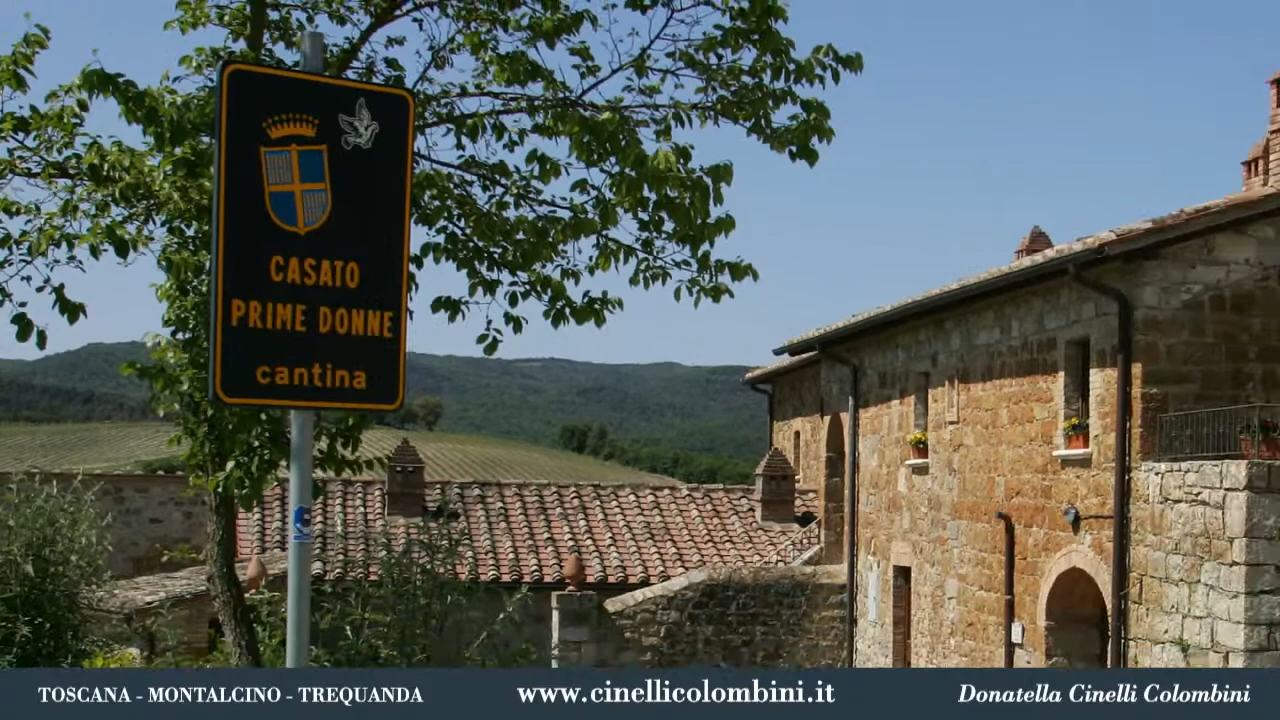 CASATO
PRIME DONNE
cantina
TOSCANA - MONTALCINO - TREQUANDA
www.cinellicolombini.it
Donatella Cinelli Colombini